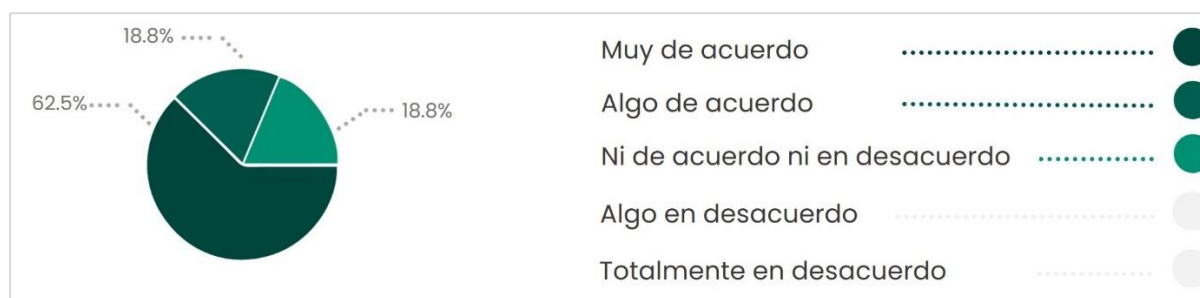 18.8%
62.5%
18.8%
Muy de acuerdo
Algo de acuerdo
Ni de acuerdo ni en desacuerdo
Algo en desacuerdo
Totalmente en desacuerdo